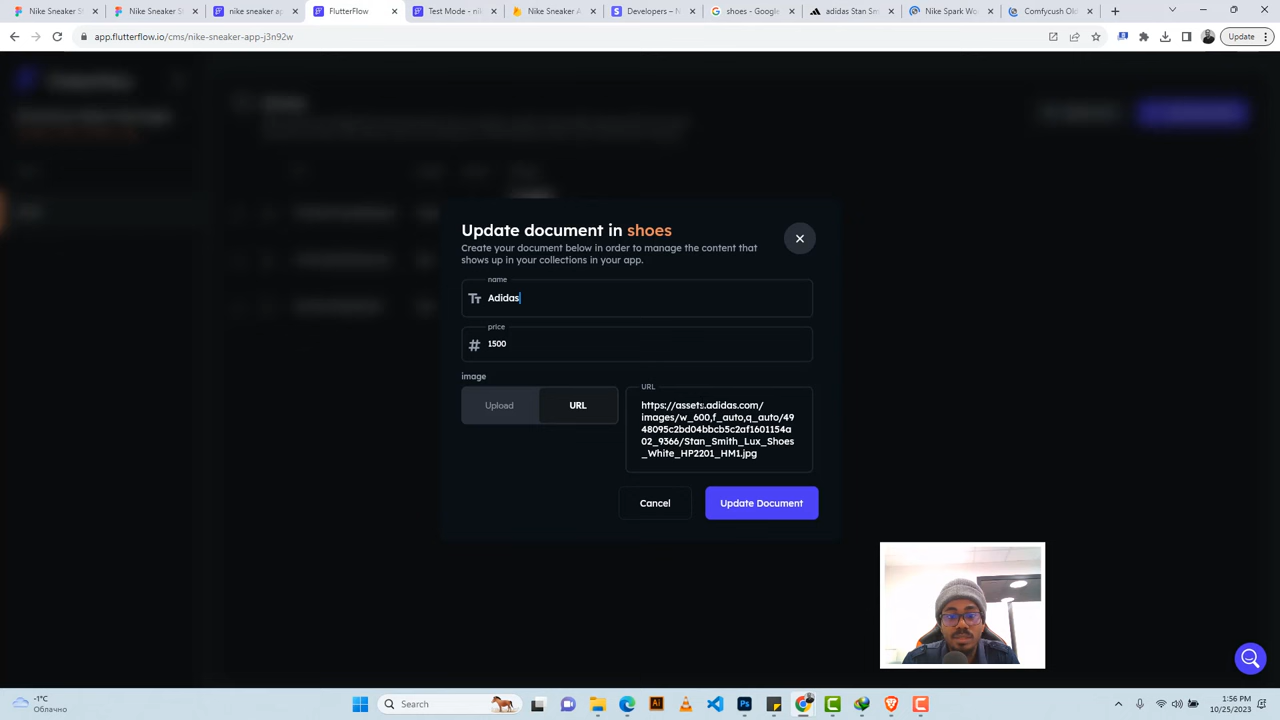 Nike Sneaker S
Nike Sneaker S
nike sneaker ap
FlutterFlow
Test Mode - ni
Nike Sneaker A
Developers – N
shoes - Google
adidas Stan Sm
Nike Spark Wo
Comfycush Ol
app.flutterflow.io/cms/nike-sneaker-app-j3n92w
Update
Update document in shoes
Create your document below in order to manage the content that
shows up in your collections in your app.
name
Adidas
price
1500
image
Upload
URL
URL
https://assets.adidas.com/
images/w_600,f_auto,q_auto/49
48095c2bd04bbcb5c2af1601154a
02_9366/Stan_Smith_Lux_Shoes
_White_HP2201_HM1.jpg
Cancel
Update Document
-1°C
Облачно
Search
1:56 PM
10/25/2023